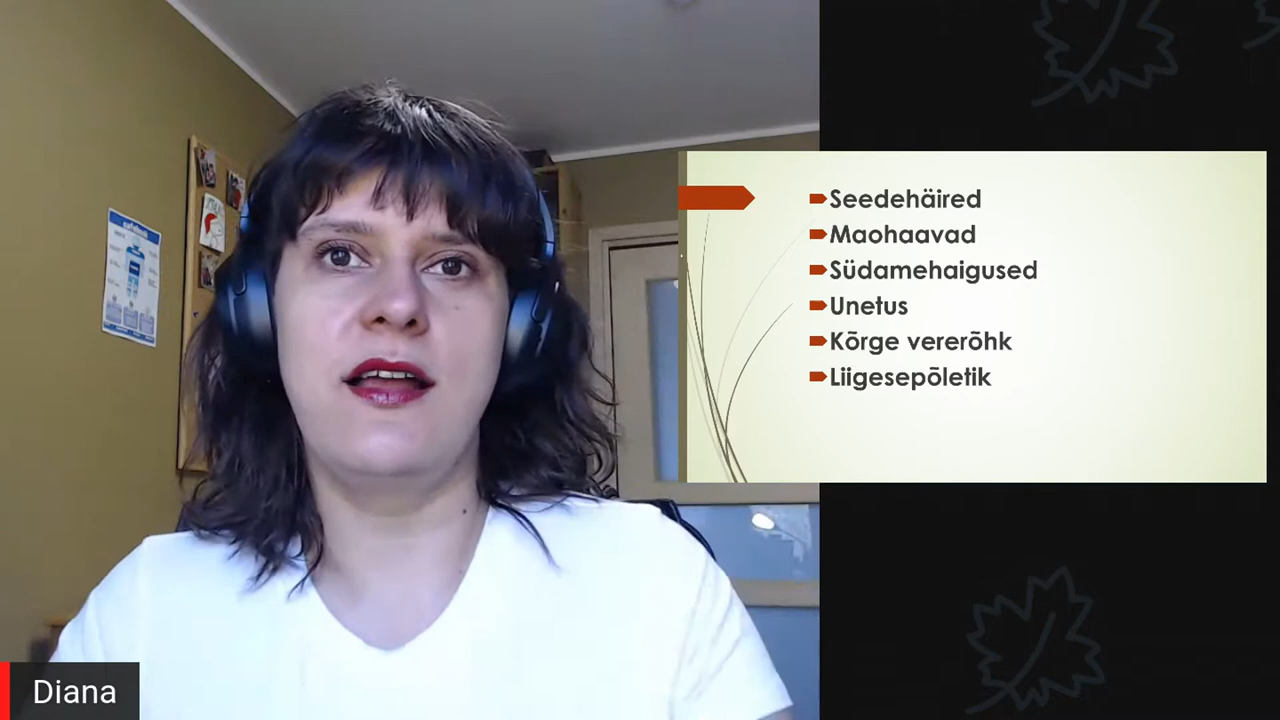 Seedehäired
Maohaavad
Südamehaigused
Unetus
Kõrge vererõhk
Liigesepõletik
Diana